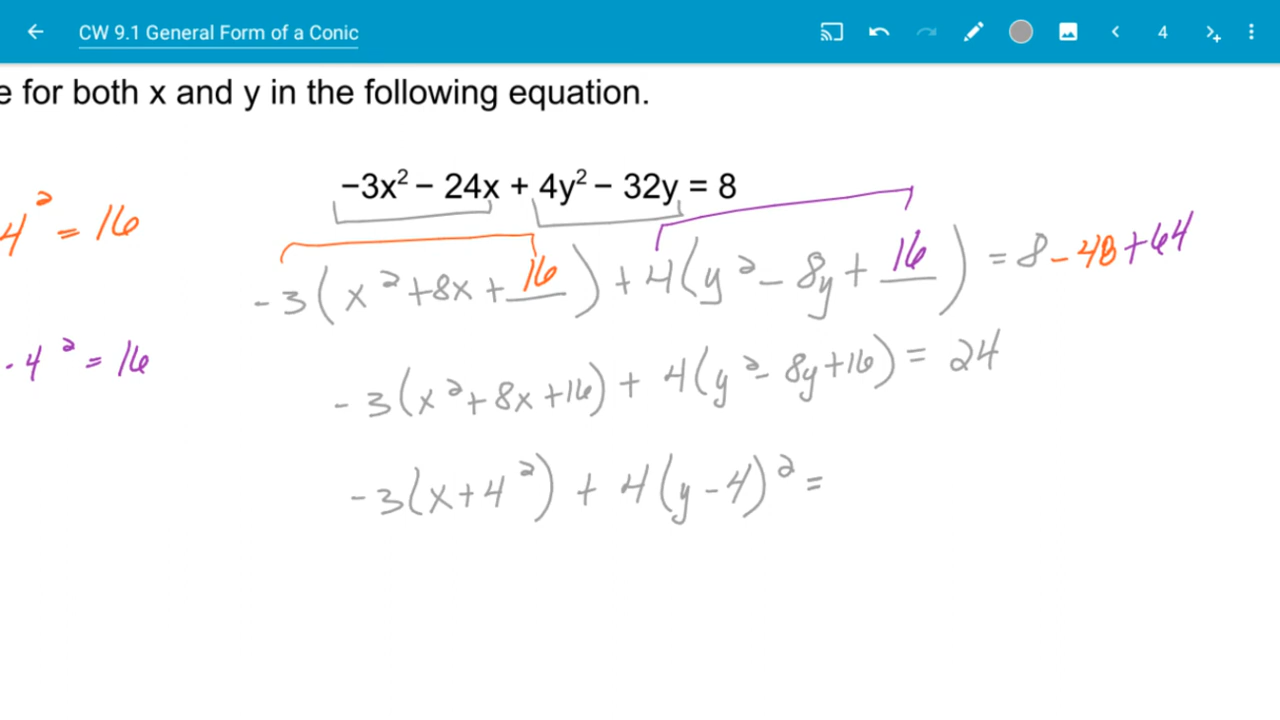 CW 9.1 General Form of a Conic
4
e for both x and y in the following equation.
−3x² − 24x + 4y² − 32y = 8
4² = 16
-3(x² + 8x + 16) + 4(y² - 8y + 16) = 8 - 48 + 64
-4² = 16
-3(x² + 8x + 16) + 4(y² - 8y + 16) = 24
-3(x + 4²) + 4(y - 4)² =